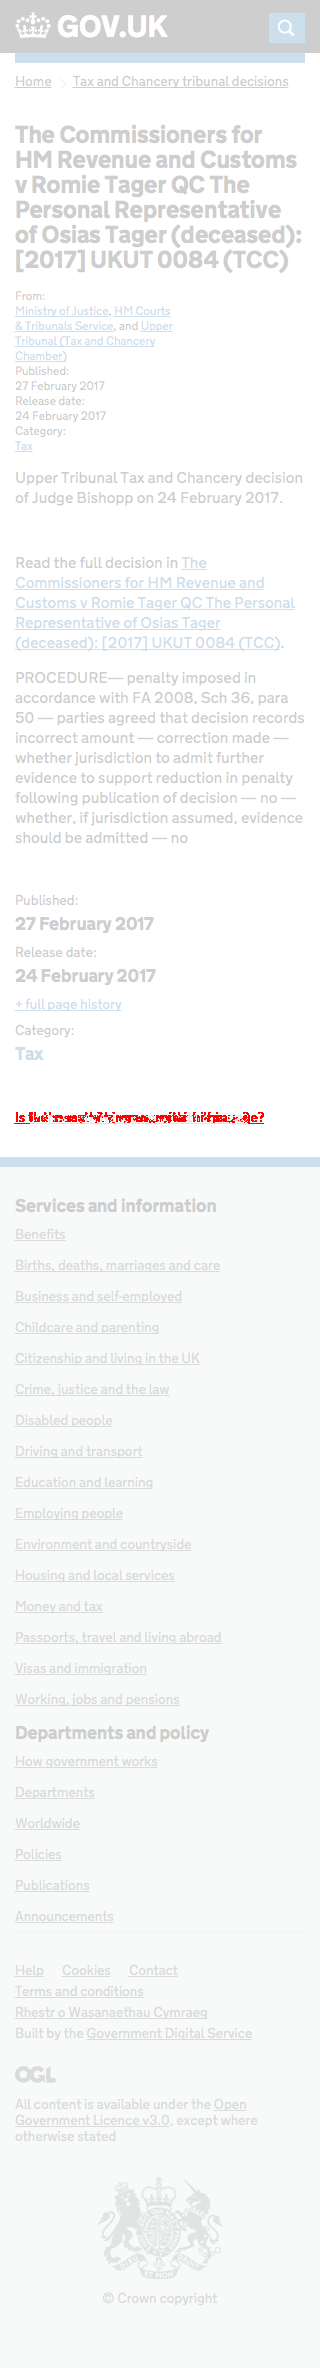 GOV.UK
Home
Tax and Chancery tribunal decisions
The Commissioners for
HM Revenue and Customs
v Romie Tager QC The
Personal Representative
of Osias Tager (deceased):
[2017] UKUT 0084 (TCC)
From:
Ministry of Justice, HM Courts
& Tribunals Service, and Upper
Tribunal (Tax and Chancery
Chamber)
Published:
27 February 2017
Release date:
24 February 2017
Category:
Tax
Upper Tribunal Tax and Chancery decision
of Judge Bishopp on 24 February 2017.
Read the full decision in The
Commissioners for HM Revenue and
Customs v Romie Tager QC The Personal
Representative of Osias Tager
(deceased): [2017] UKUT 0084 (TCC).
PROCEDURE— penalty imposed in
accordance with FA 2008, Sch 36, para
50 — parties agreed that decision records
incorrect amount — correction made —
whether jurisdiction to admit further
evidence to support reduction in penalty
following publication of decision — no —
whether, if jurisdiction assumed, evidence
should be admitted — no
Published:
27 February 2017
Release date:
24 February 2017
+ full page history
Category:
Tax
Is
Services and information
Benefits
Births, deaths, marriages and care
Business and self-employed
Childcare and parenting
Citizenship and living in the UK
Crime, justice and the law
Disabled people
Driving and transport
Education and learning
Employing people
Environment and countryside
Housing and local services
Money and tax
Passports, travel and living abroad
Visas and immigration
Working, jobs and pensions
Departments and policy
How government works
Departments
Worldwide
Policies
Publications
Announcements
Help Cookies Contact
Terms and conditions
Rhestr o Wasanaethau Cymraeg
Built by the Government Digital Service
OGL
All content is available under the Open
Government Licence v3.0, except where
otherwise stated
© Crown copyright